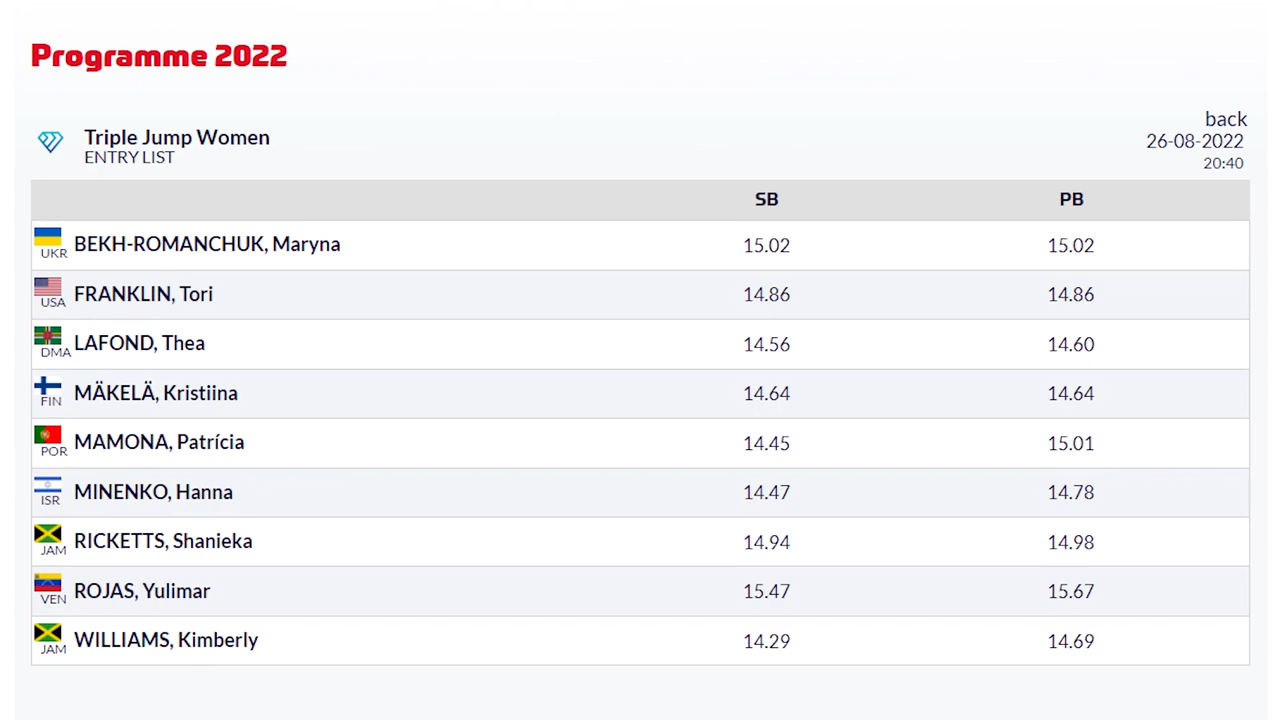 Programme 2022
Triple Jump Women
ENTRY LIST
back
26-08-2022
20:40
SB PB
UKR BEKH-ROMANCHUK, Maryna 15.02 15.02
USA FRANKLIN, Tori 14.86 14.86
DMA LAFOND, Thea 14.56 14.60
FIN MÄKELÄ, Kristiina 14.64 14.64
POR MAMONA, Patrícia 14.45 15.01
ISR MINENKO, Hanna 14.47 14.78
JAM RICKETTS, Shanieka 14.94 14.98
VEN ROJAS, Yulimar 15.47 15.67
JAM WILLIAMS, Kimberly 14.29 14.69